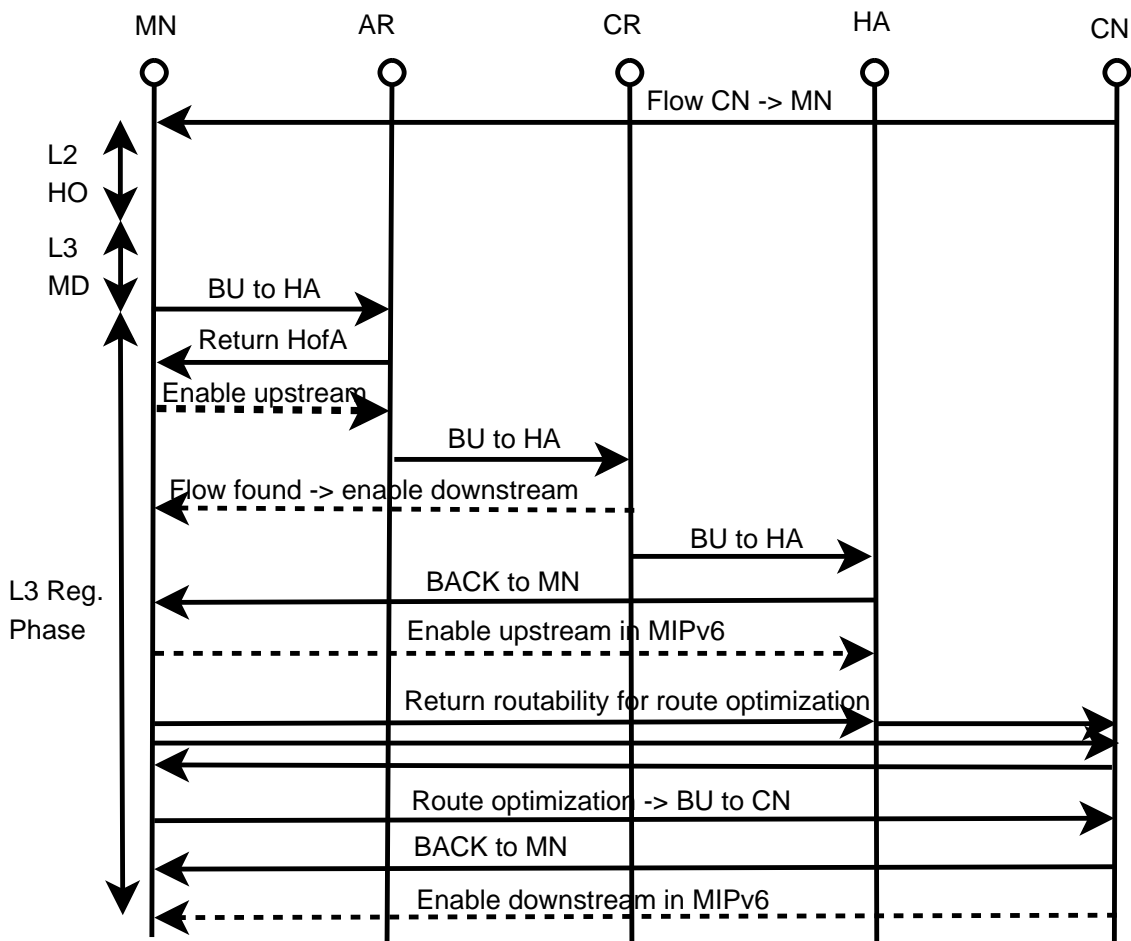 MN
AR
CR
HA
CN
Flow CN -> MN
L2
HO
L3
MD
BU to HA
Return HofA
Enable upstream
BU to HA
Flow found -> enable downstream
BU to HA
BACK to MN
L3 Reg.
Phase
Enable upstream in MIPv6
Return routability for route optimization
Route optimization -> BU to CN
BACK to MN
Enable downstream in MIPv6